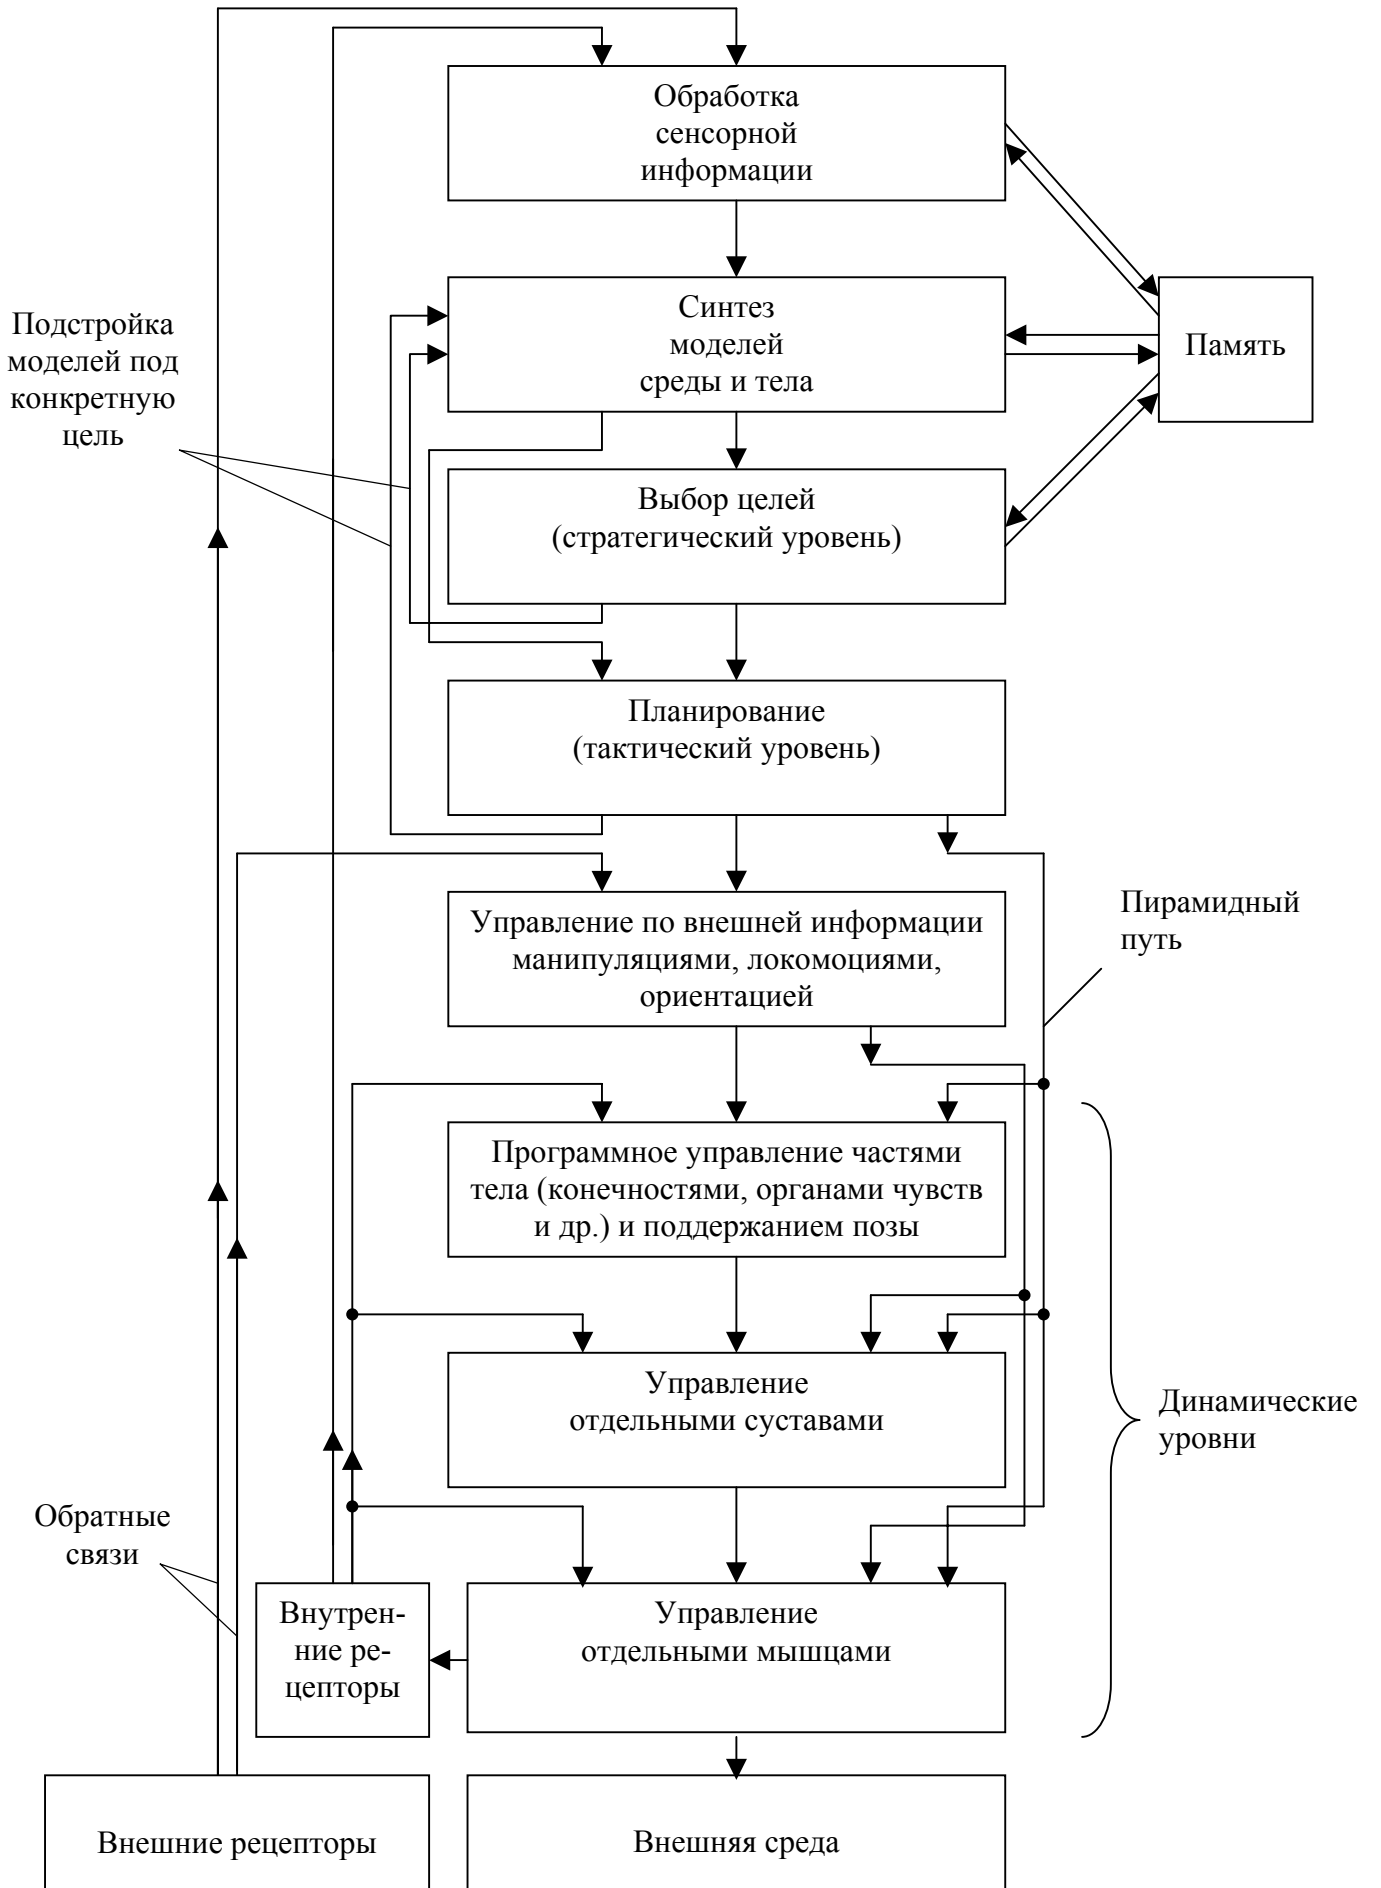 Обработка
сенсорной
информации
Синтез
моделей
среды и тела
Память
Подстройка
моделей под
конкретную
цель
Выбор целей
(стратегический уровень)
Планирование
(тактический уровень)
Управление по внешней информации
манипуляциями, локомоциями,
ориентацией
Пирамидный
путь
Программное управление частями
тела (конечностями, органами чувств
и др.) и поддержанием позы
Управление
отдельными суставами
Динамические
уровни
Обратные
связи
Внутрен-
ние ре-
цепторы
Управление
отдельными мышцами
Внешние рецепторы
Внешняя среда